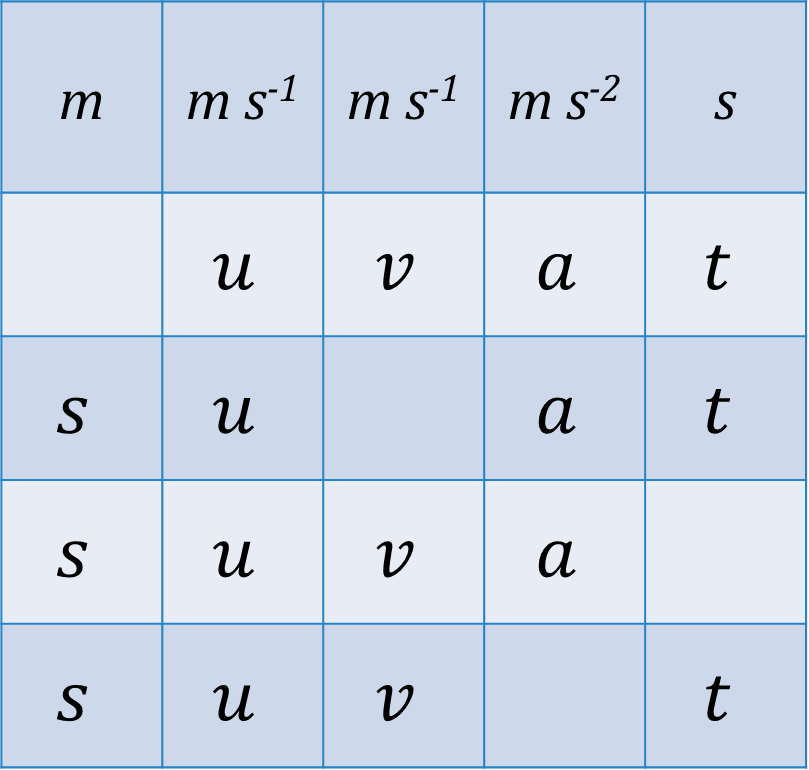 m m s⁻¹ m s⁻¹ m s⁻² s
u v a t
s u a t
s u v a
s u v t